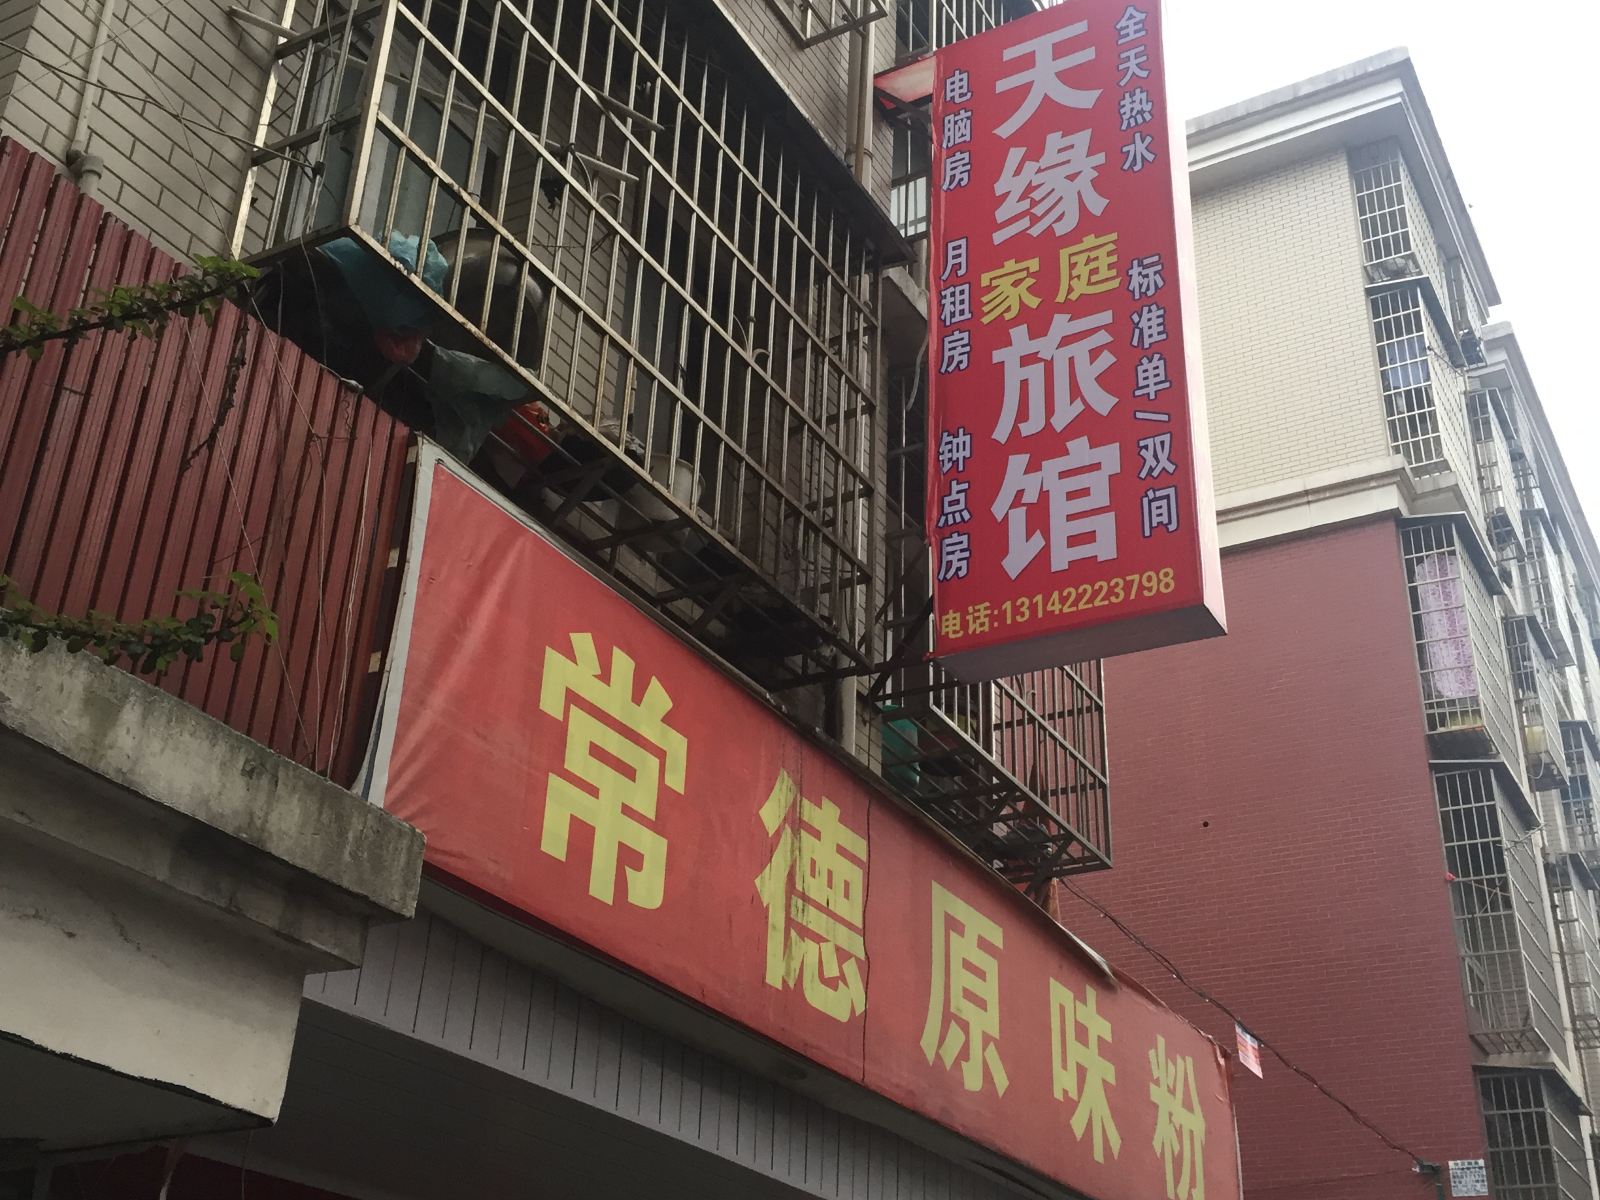 全天热水
标准单/双间
天缘
家庭
旅馆
电脑房
月租房
钟点房
电话:13142223798
常德原味粉